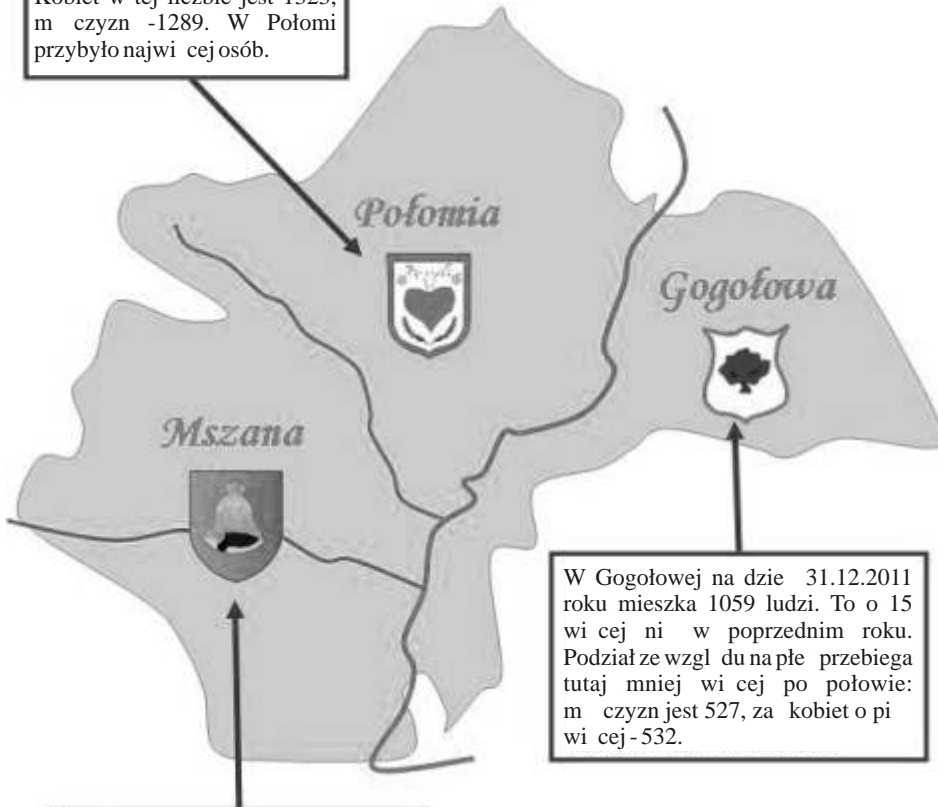 Kobiet w tej liczbie jest 1325,
m czyzn -1289. W Połomi
przybyło najwi cej osób.
Połomia
Gogołowa
Mszana
W Gogołowej na dzie 31.12.2011
roku mieszka 1059 ludzi. To o 15
wi cej ni w poprzednim roku.
Podział ze wzgl du na płe przebiega
tutaj mniej wi cej po połowie:
m czyzn jest 527, za kobiet o pi
wi cej - 532.